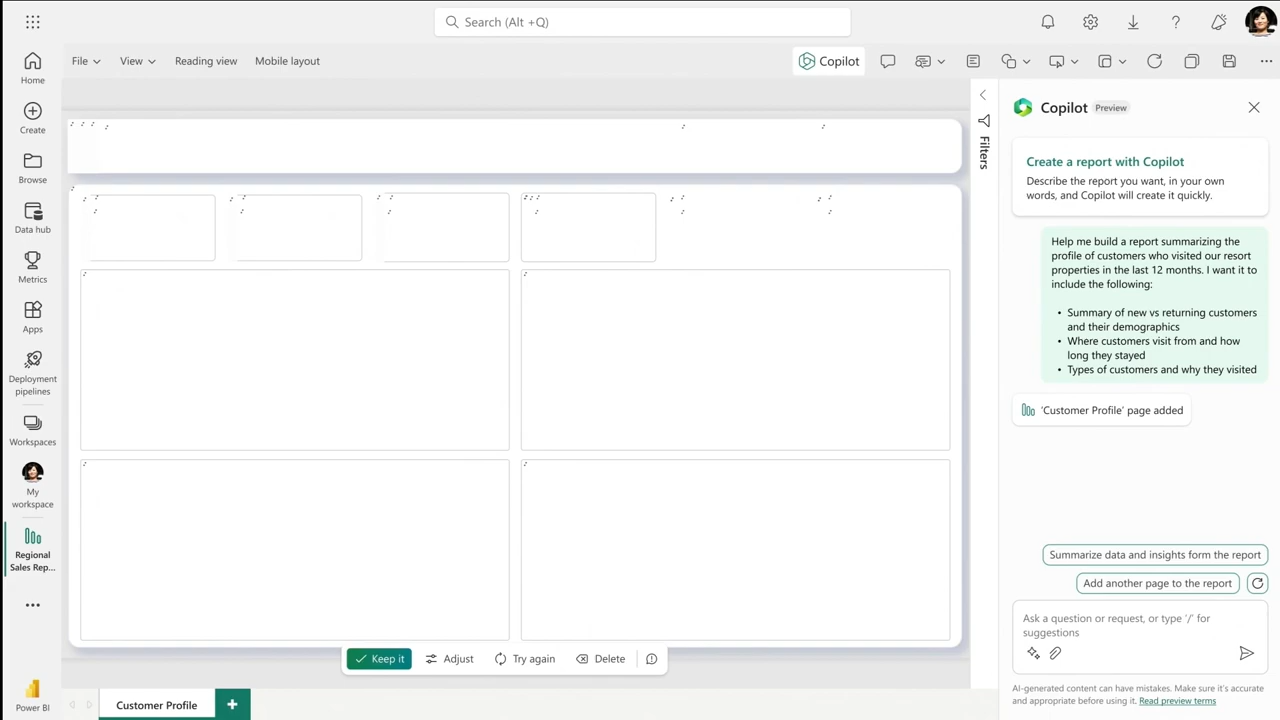 Search (Alt +Q)
File
View
Reading view
Mobile layout
Copilot
Home
Create
Browse
Data hub
Metrics
Apps
Deployment
pipelines
Workspaces
My
workspace
Regional
Sales Rep...
Power BI
Filters
Copilot
Preview
Create a report with Copilot
Describe the report you want, in your own
words, and Copilot will create it quickly.
Help me build a report summarizing the
profile of customers who visited our resort
properties in the last 12 months. I want it to
include the following:
• Summary of new vs returning customers
and their demographics
• Where customers visit from and how
long they stayed
• Types of customers and why they visited
'Customer Profile' page added
Summarize data and insights form the report
Add another page to the report
Ask a question or request, or type '/' for
suggestions
AI-generated content can have mistakes. Make sure it's accurate
and appropriate before using it. Read preview terms
Keep it
Adjust
Try again
Delete
Customer Profile